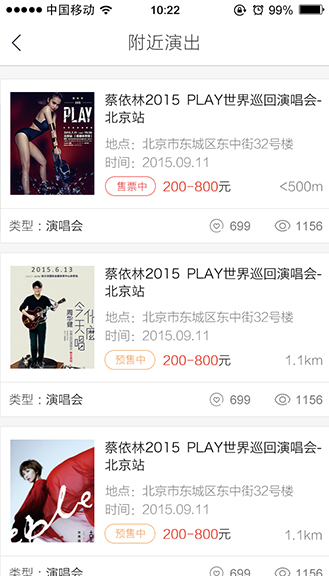 中国移动 10:22 99%
附近演出
PLAY
蔡依林2015 PLAY世界巡回演唱会-
北京站
地点：北京市东城区东中街32号楼
时间：2015.09.11
售票中 200-800元 <500m
类型：演唱会 699 1156
2015.6.13
周华健
今天唱什麼
蔡依林2015 PLAY世界巡回演唱会-
北京站
地点：北京市东城区东中街32号楼
时间：2015.09.11
预售中 200-800元 1.1km
类型：演唱会 699 1156
蔡依林2015 PLAY世界巡回演唱会-
北京站
地点：北京市东城区东中街32号楼
时间：2015.09.11
预售中 200-800元 1.1km
类型：演唱会 699 1156